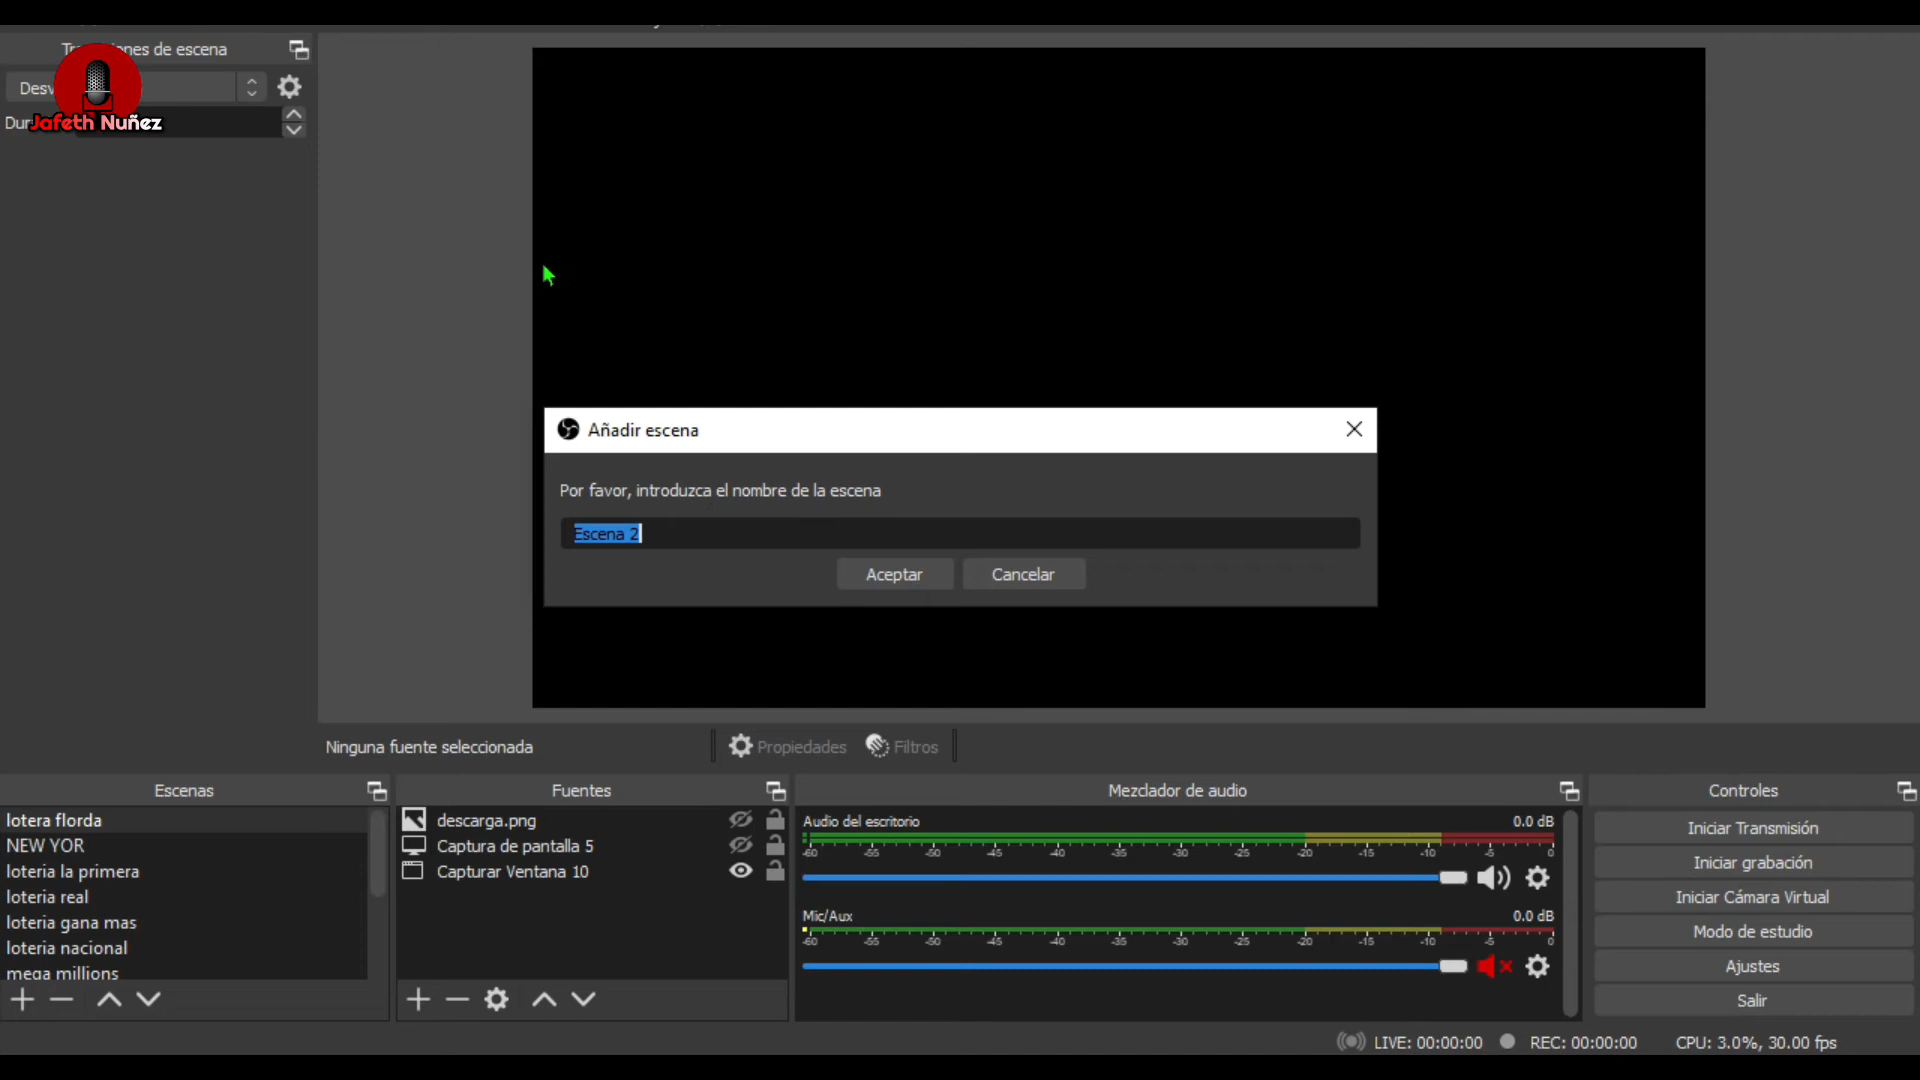 Tr
nes de escena
Desv
Dur
Jafeth Nuñez
Añadir escena
Por favor, introduzca el nombre de la escena
Escena 2
Aceptar Cancelar
Ninguna fuente seleccionada
Propiedades Filtros
Escenas
lotera florda
NEW YOR
loteria la primera
loteria real
loteria gana mas
loteria nacional
mega millions
Fuentes
descarga.png
Captura de pantalla 5
Capturar Ventana 10
Mezclador de audio
Audio del escritorio 0.0 dB
-60 -55 -50 -45 -40 -35 -30 -25 -20 -15 -10 -5 0
Mic/Aux 0.0 dB
-60 -55 -50 -45 -40 -35 -30 -25 -20 -15 -10 -5 0
Controles
Iniciar Transmisión
Iniciar grabación
Iniciar Cámara Virtual
Modo de estudio
Ajustes
Salir
LIVE: 00:00:00 REC: 00:00:00 CPU: 3.0%, 30.00 fps